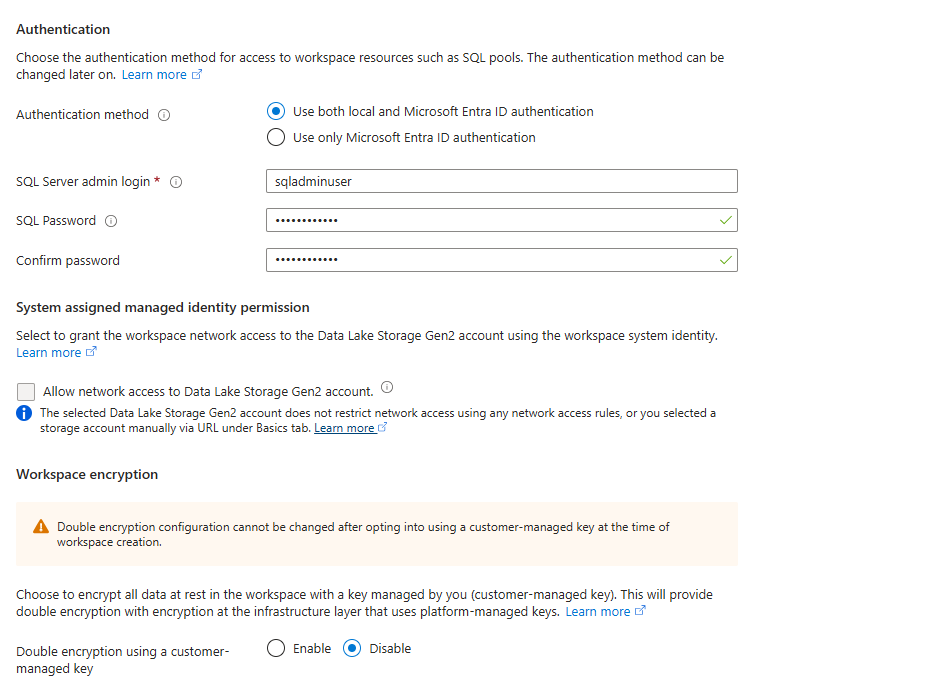 Authentication
Choose the authentication method for access to workspace resources such as SQL pools. The authentication method can be
changed later on. Learn more
Authentication method
Use both local and Microsoft Entra ID authentication
Use only Microsoft Entra ID authentication
SQL Server admin login *
sqladminuser
SQL Password
••••••••••••
Confirm password
••••••••••••
System assigned managed identity permission
Select to grant the workspace network access to the Data Lake Storage Gen2 account using the workspace system identity.
Learn more
Allow network access to Data Lake Storage Gen2 account.
The selected Data Lake Storage Gen2 account does not restrict network access using any network access rules, or you selected a
storage account manually via URL under Basics tab. Learn more
Workspace encryption
Double encryption configuration cannot be changed after opting into using a customer-managed key at the time of
workspace creation.
Choose to encrypt all data at rest in the workspace with a key managed by you (customer-managed key). This will provide
double encryption with encryption at the infrastructure layer that uses platform-managed keys. Learn more
Double encryption using a customer-
managed key
Enable Disable